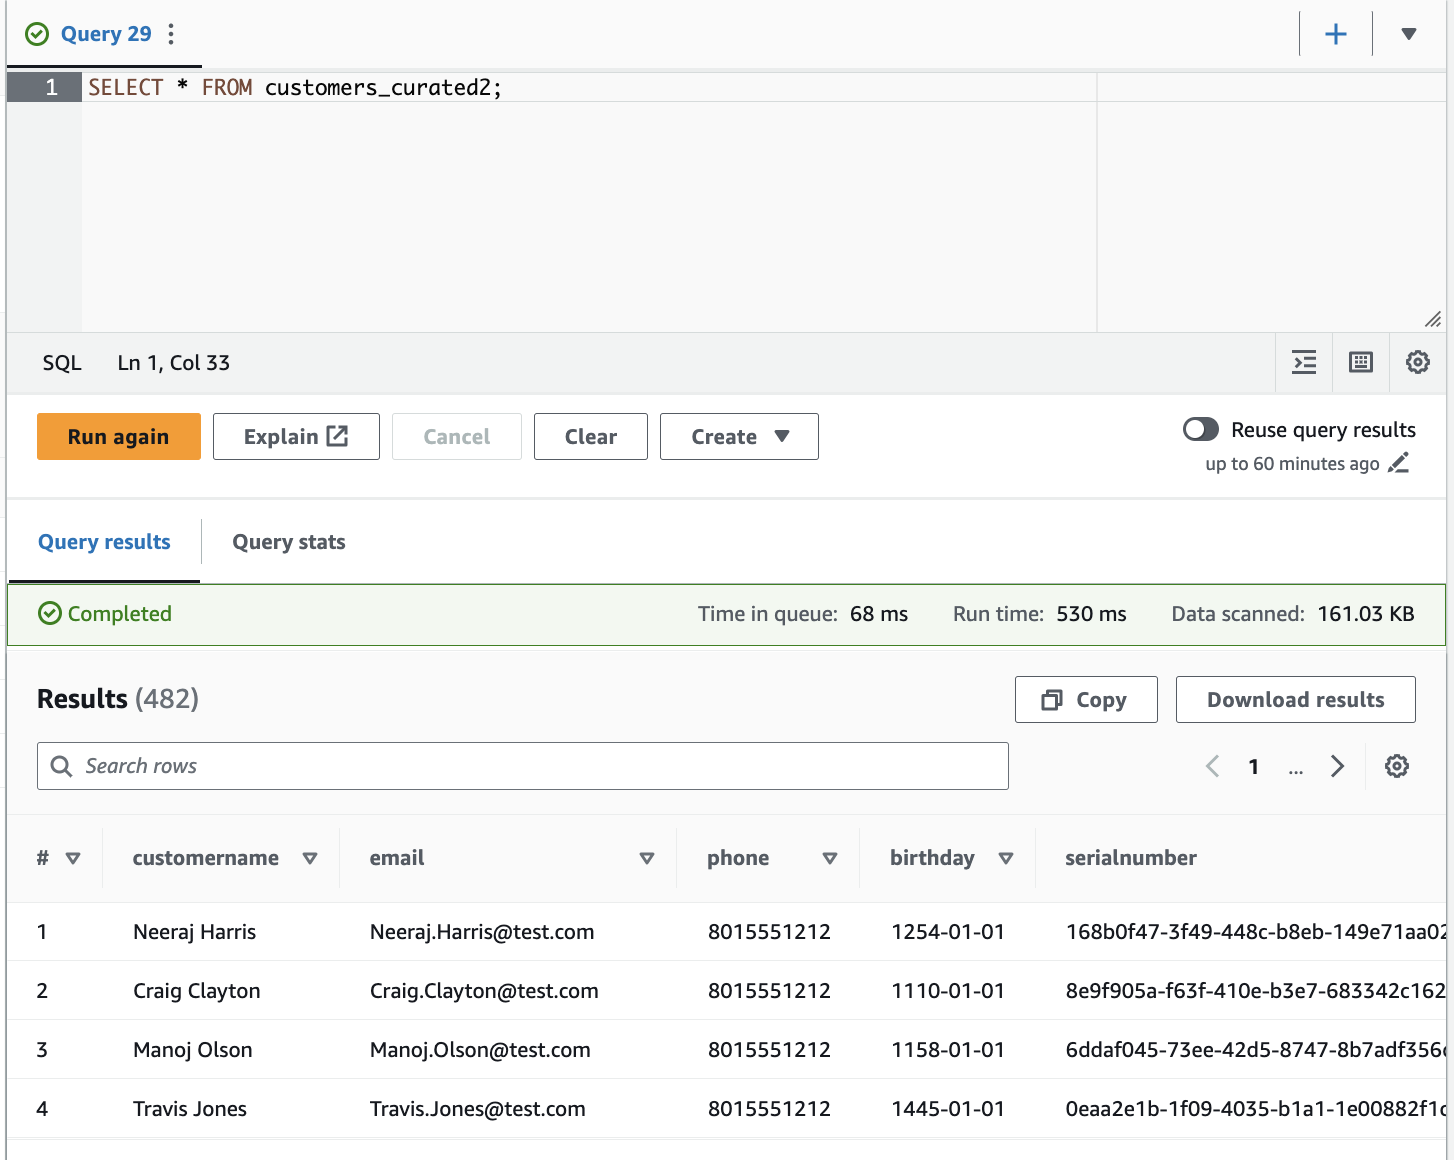 Query 29
1 SELECT * FROM customers_curated2;
SQL Ln 1, Col 33
Run again Explain Cancel Clear Create Reuse query results
up to 60 minutes ago
Query results Query stats
Completed Time in queue: 68 ms Run time: 530 ms Data scanned: 161.03 KB
Results (482) Copy Download results
Search rows 1 ...
# customername email phone birthday serialnumber
1 Neeraj Harris Neeraj.Harris@test.com 8015551212 1254-01-01 168b0f47-3f49-448c-b8eb-149e71aa02
2 Craig Clayton Craig.Clayton@test.com 8015551212 1110-01-01 8e9f905a-f63f-410e-b3e7-683342c162
3 Manoj Olson Manoj.Olson@test.com 8015551212 1158-01-01 6ddaf045-73ee-42d5-8747-8b7adf356
4 Travis Jones Travis.Jones@test.com 8015551212 1445-01-01 0eaa2e1b-1f09-4035-b1a1-1e00882f1